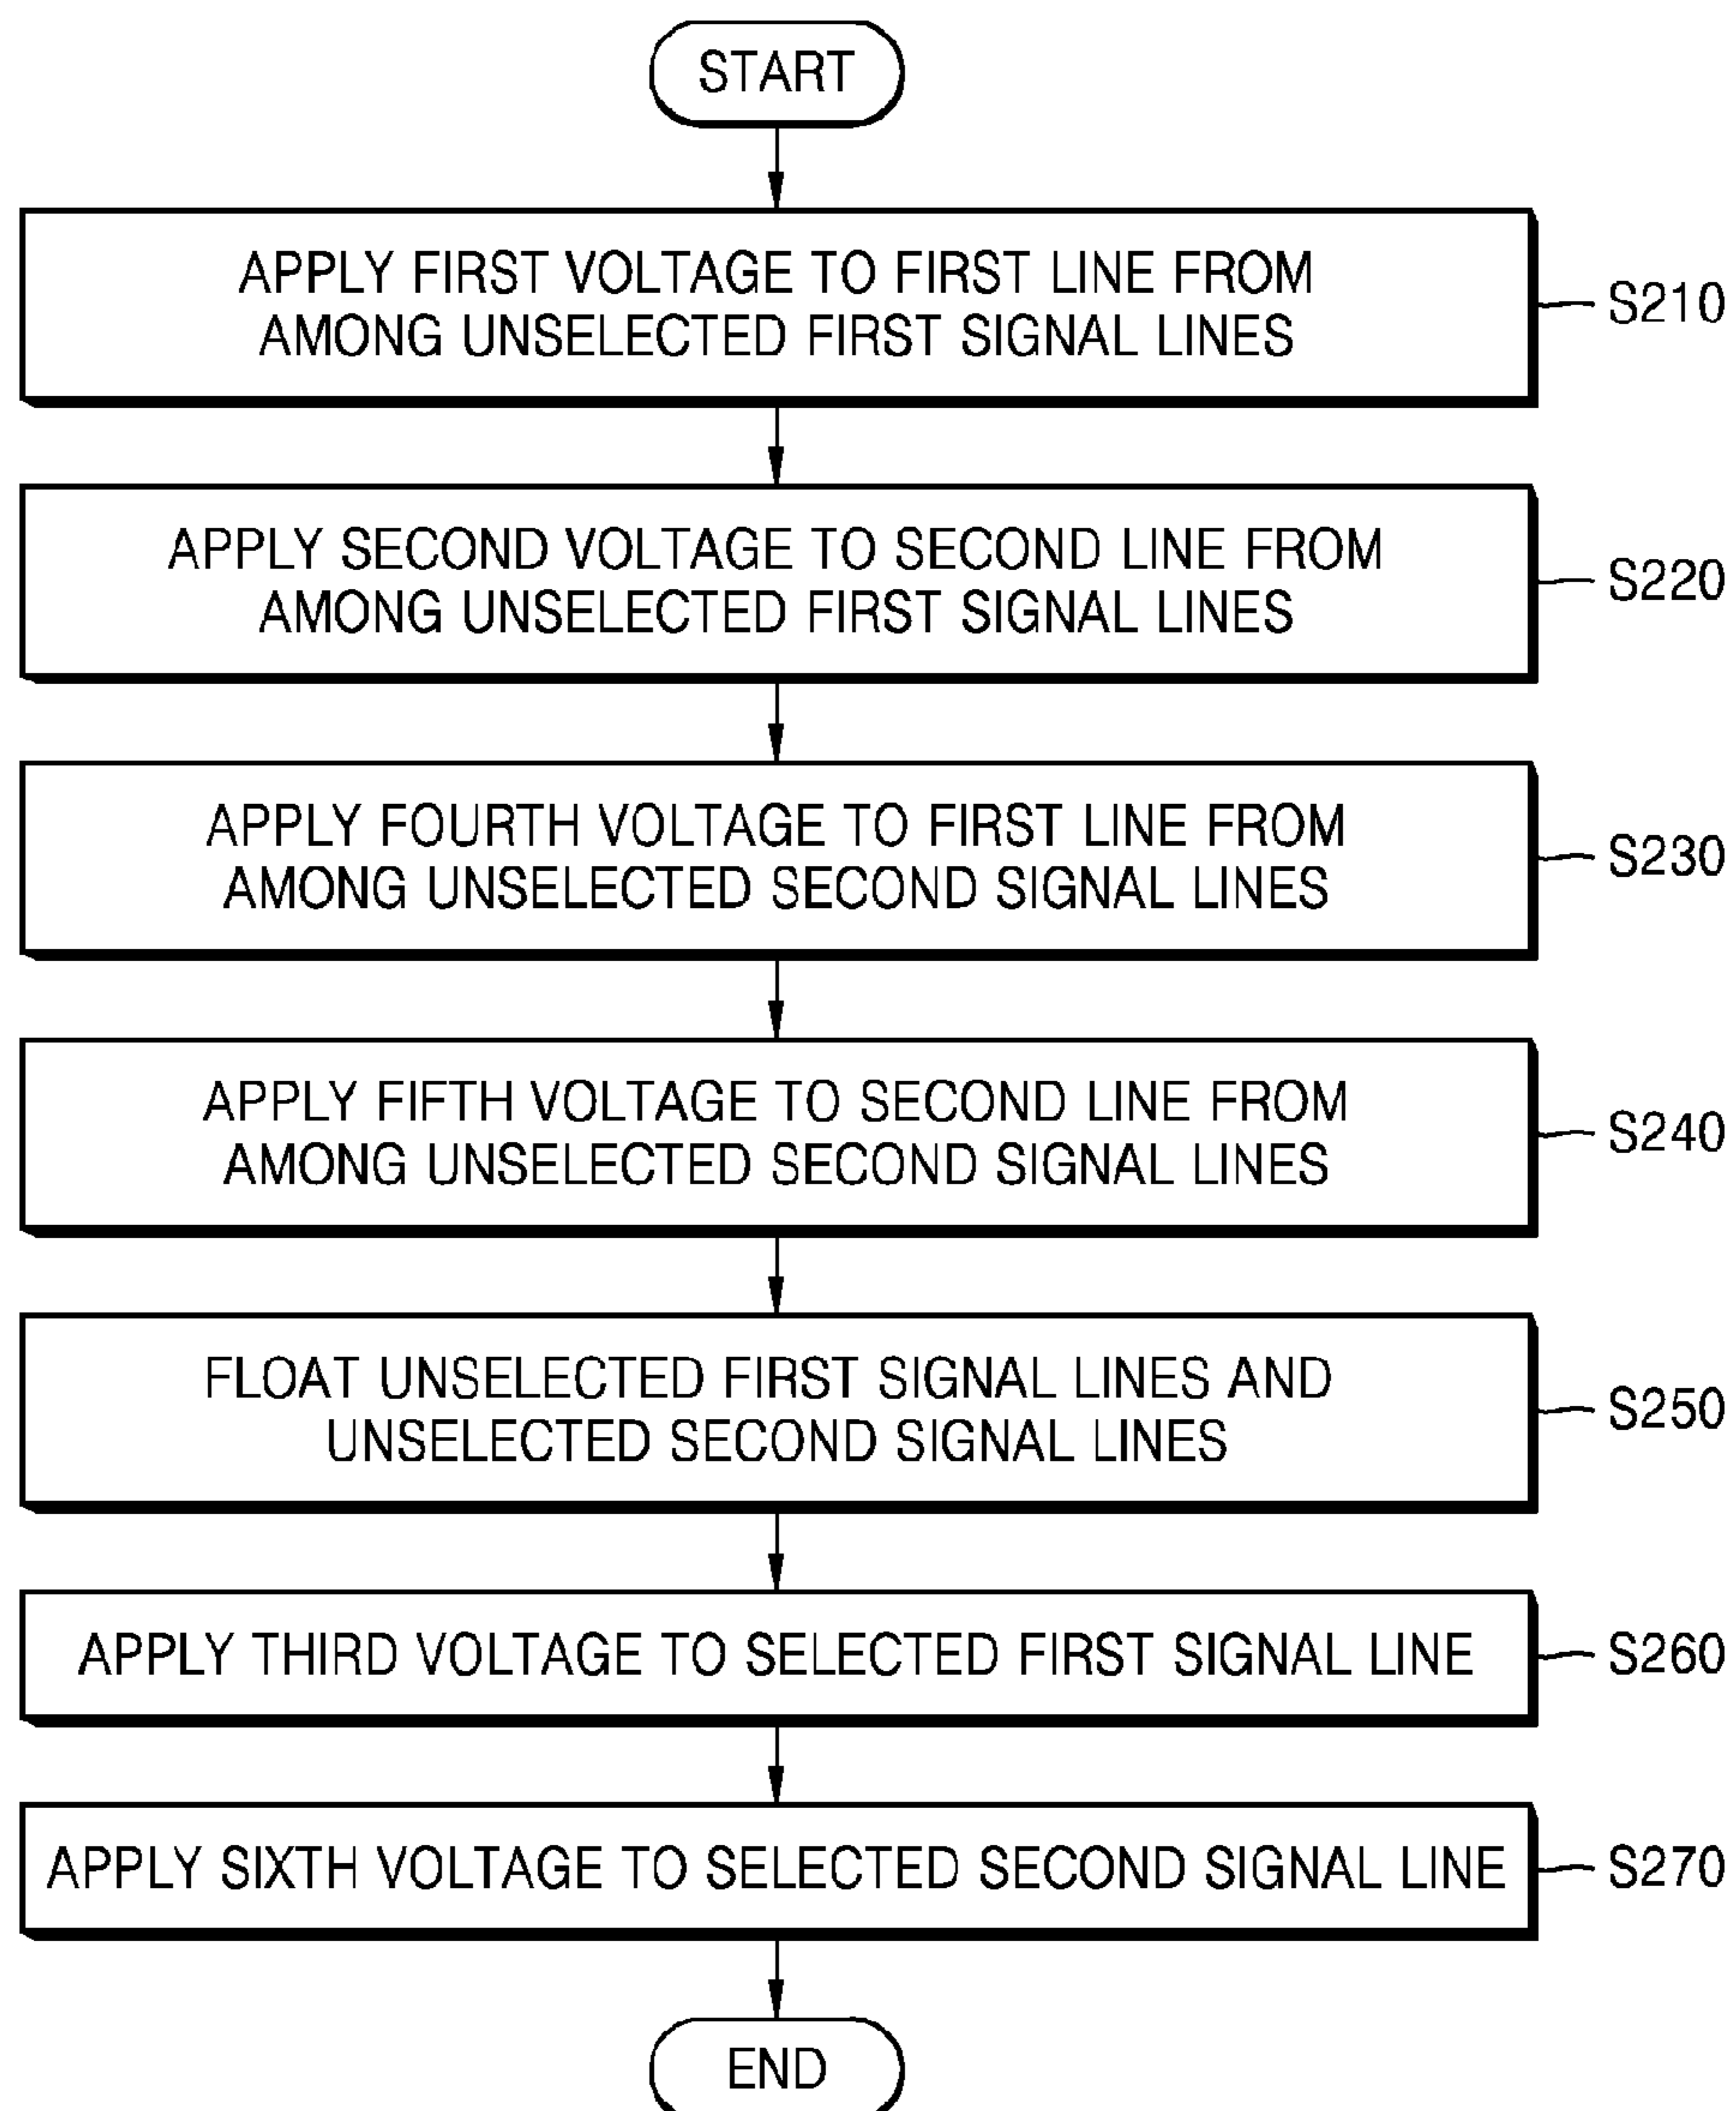 START
APPLY FIRST VOLTAGE TO FIRST LINE FROM
AMONG UNSELECTED FIRST SIGNAL LINES
S210
APPLY SECOND VOLTAGE TO SECOND LINE FROM
AMONG UNSELECTED FIRST SIGNAL LINES
S220
APPLY FOURTH VOLTAGE TO FIRST LINE FROM
AMONG UNSELECTED SECOND SIGNAL LINES
S230
APPLY FIFTH VOLTAGE TO SECOND LINE FROM
AMONG UNSELECTED SECOND SIGNAL LINES
S240
FLOAT UNSELECTED FIRST SIGNAL LINES AND
UNSELECTED SECOND SIGNAL LINES
S250
APPLY THIRD VOLTAGE TO SELECTED FIRST SIGNAL LINE
S260
APPLY SIXTH VOLTAGE TO SELECTED SECOND SIGNAL LINE
S270
END